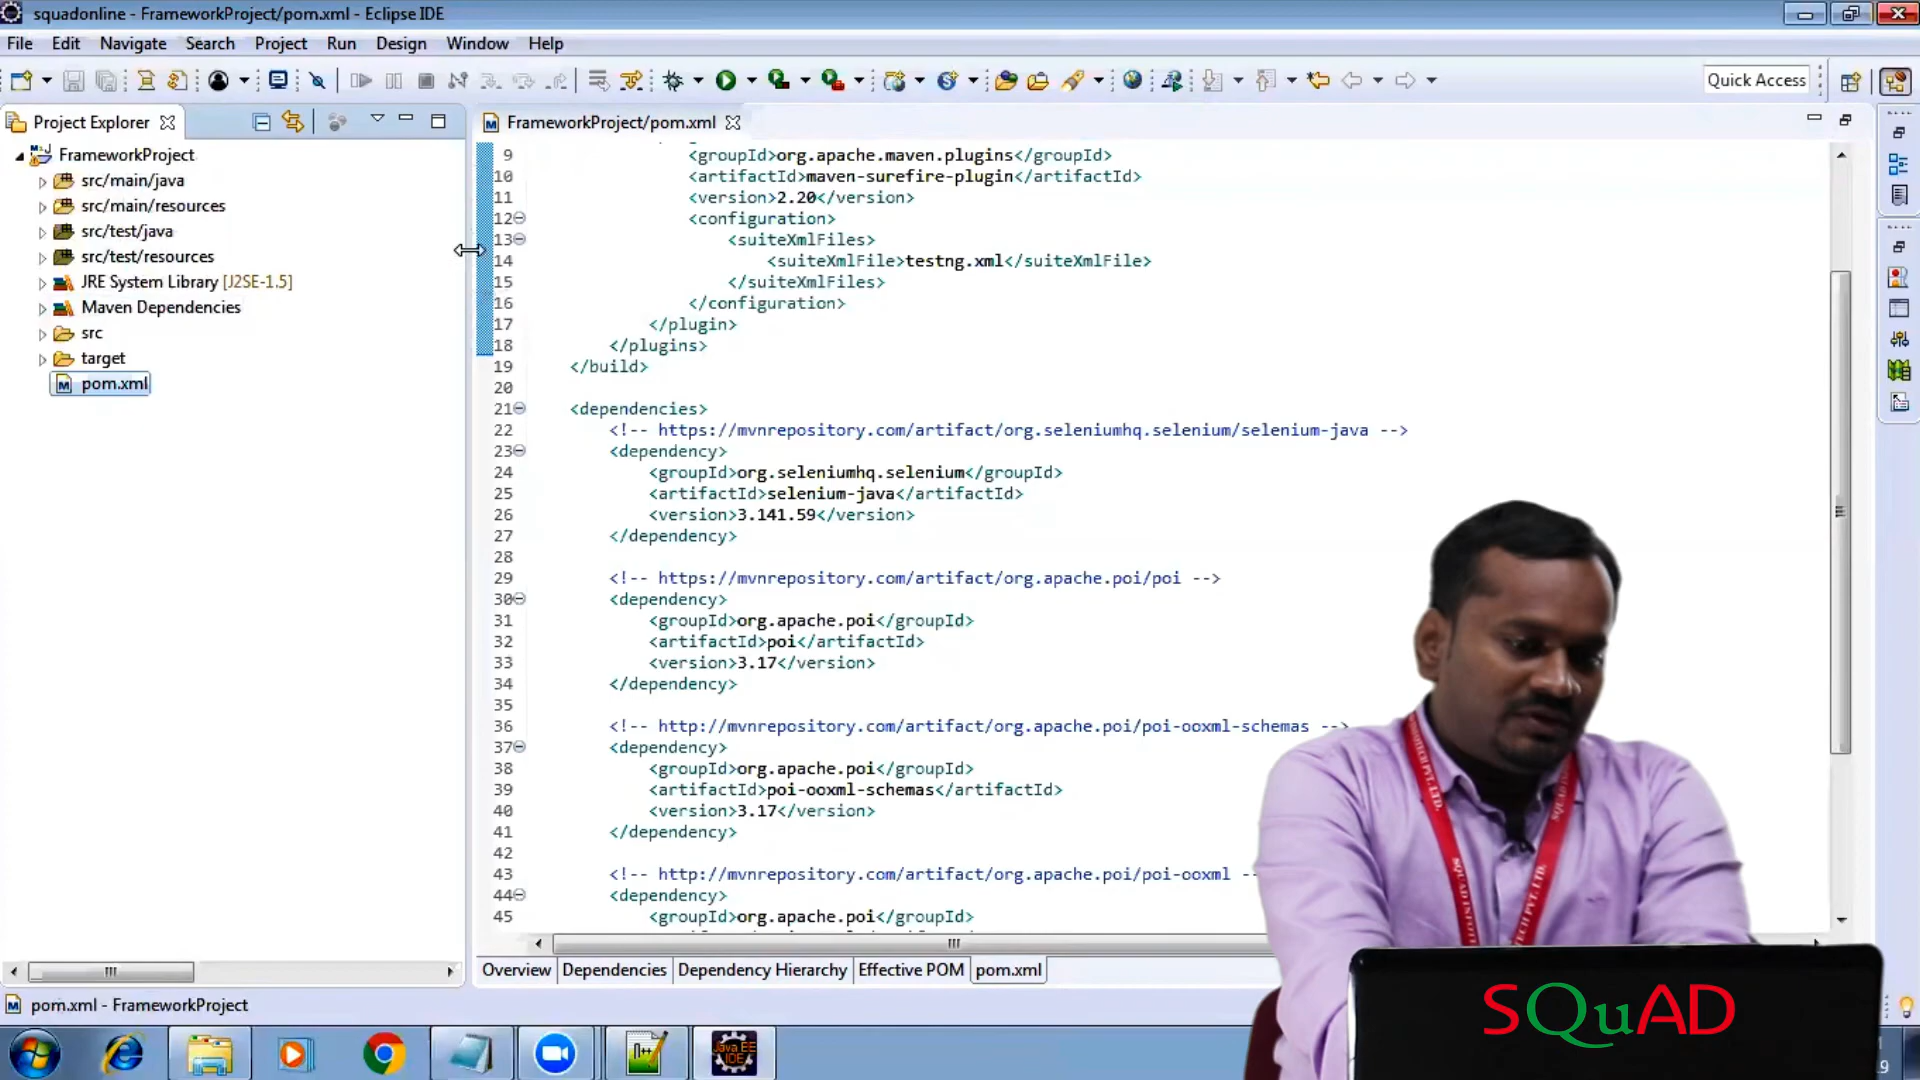 squadonline - FrameworkProject/pom.xml - Eclipse IDE
File Edit Navigate Search Project Run Design Window Help
Quick Access
Project Explorer
FrameworkProject
src/main/java
src/main/resources
src/test/java
src/test/resources
JRE System Library [J2SE-1.5]
Maven Dependencies
src
target
pom.xml
FrameworkProject/pom.xml
9 <groupId>org.apache.maven.plugins</groupId>
10 <artifactId>maven-surefire-plugin</artifactId>
11 <version>2.20</version>
12 <configuration>
13 <suiteXmlFiles>
14 <suiteXmlFile>testng.xml</suiteXmlFile>
15 </suiteXmlFiles>
16 </configuration>
17 </plugin>
18 </plugins>
19 </build>
20
21 <dependencies>
22 <!-- https://mvnrepository.com/artifact/org.seleniumhq.selenium/selenium-java -->
23 <dependency>
24 <groupId>org.seleniumhq.selenium</groupId>
25 <artifactId>selenium-java</artifactId>
26 <version>3.141.59</version>
27 </dependency>
28
29 <!-- https://mvnrepository.com/artifact/org.apache.poi/poi -->
30 <dependency>
31 <groupId>org.apache.poi</groupId>
32 <artifactId>poi</artifactId>
33 <version>3.17</version>
34 </dependency>
35
36 <!-- http://mvnrepository.com/artifact/org.apache.poi/poi-ooxml-schemas -->
37 <dependency>
38 <groupId>org.apache.poi</groupId>
39 <artifactId>poi-ooxml-schemas</artifactId>
40 <version>3.17</version>
41 </dependency>
42
43 <!-- http://mvnrepository.com/artifact/org.apache.poi/poi-ooxml --
44 <dependency>
45 <groupId>org.apache.poi</groupId>
Overview Dependencies Dependency Hierarchy Effective POM pom.xml
pom.xml - FrameworkProject
Java EE
IDE
SQuAD